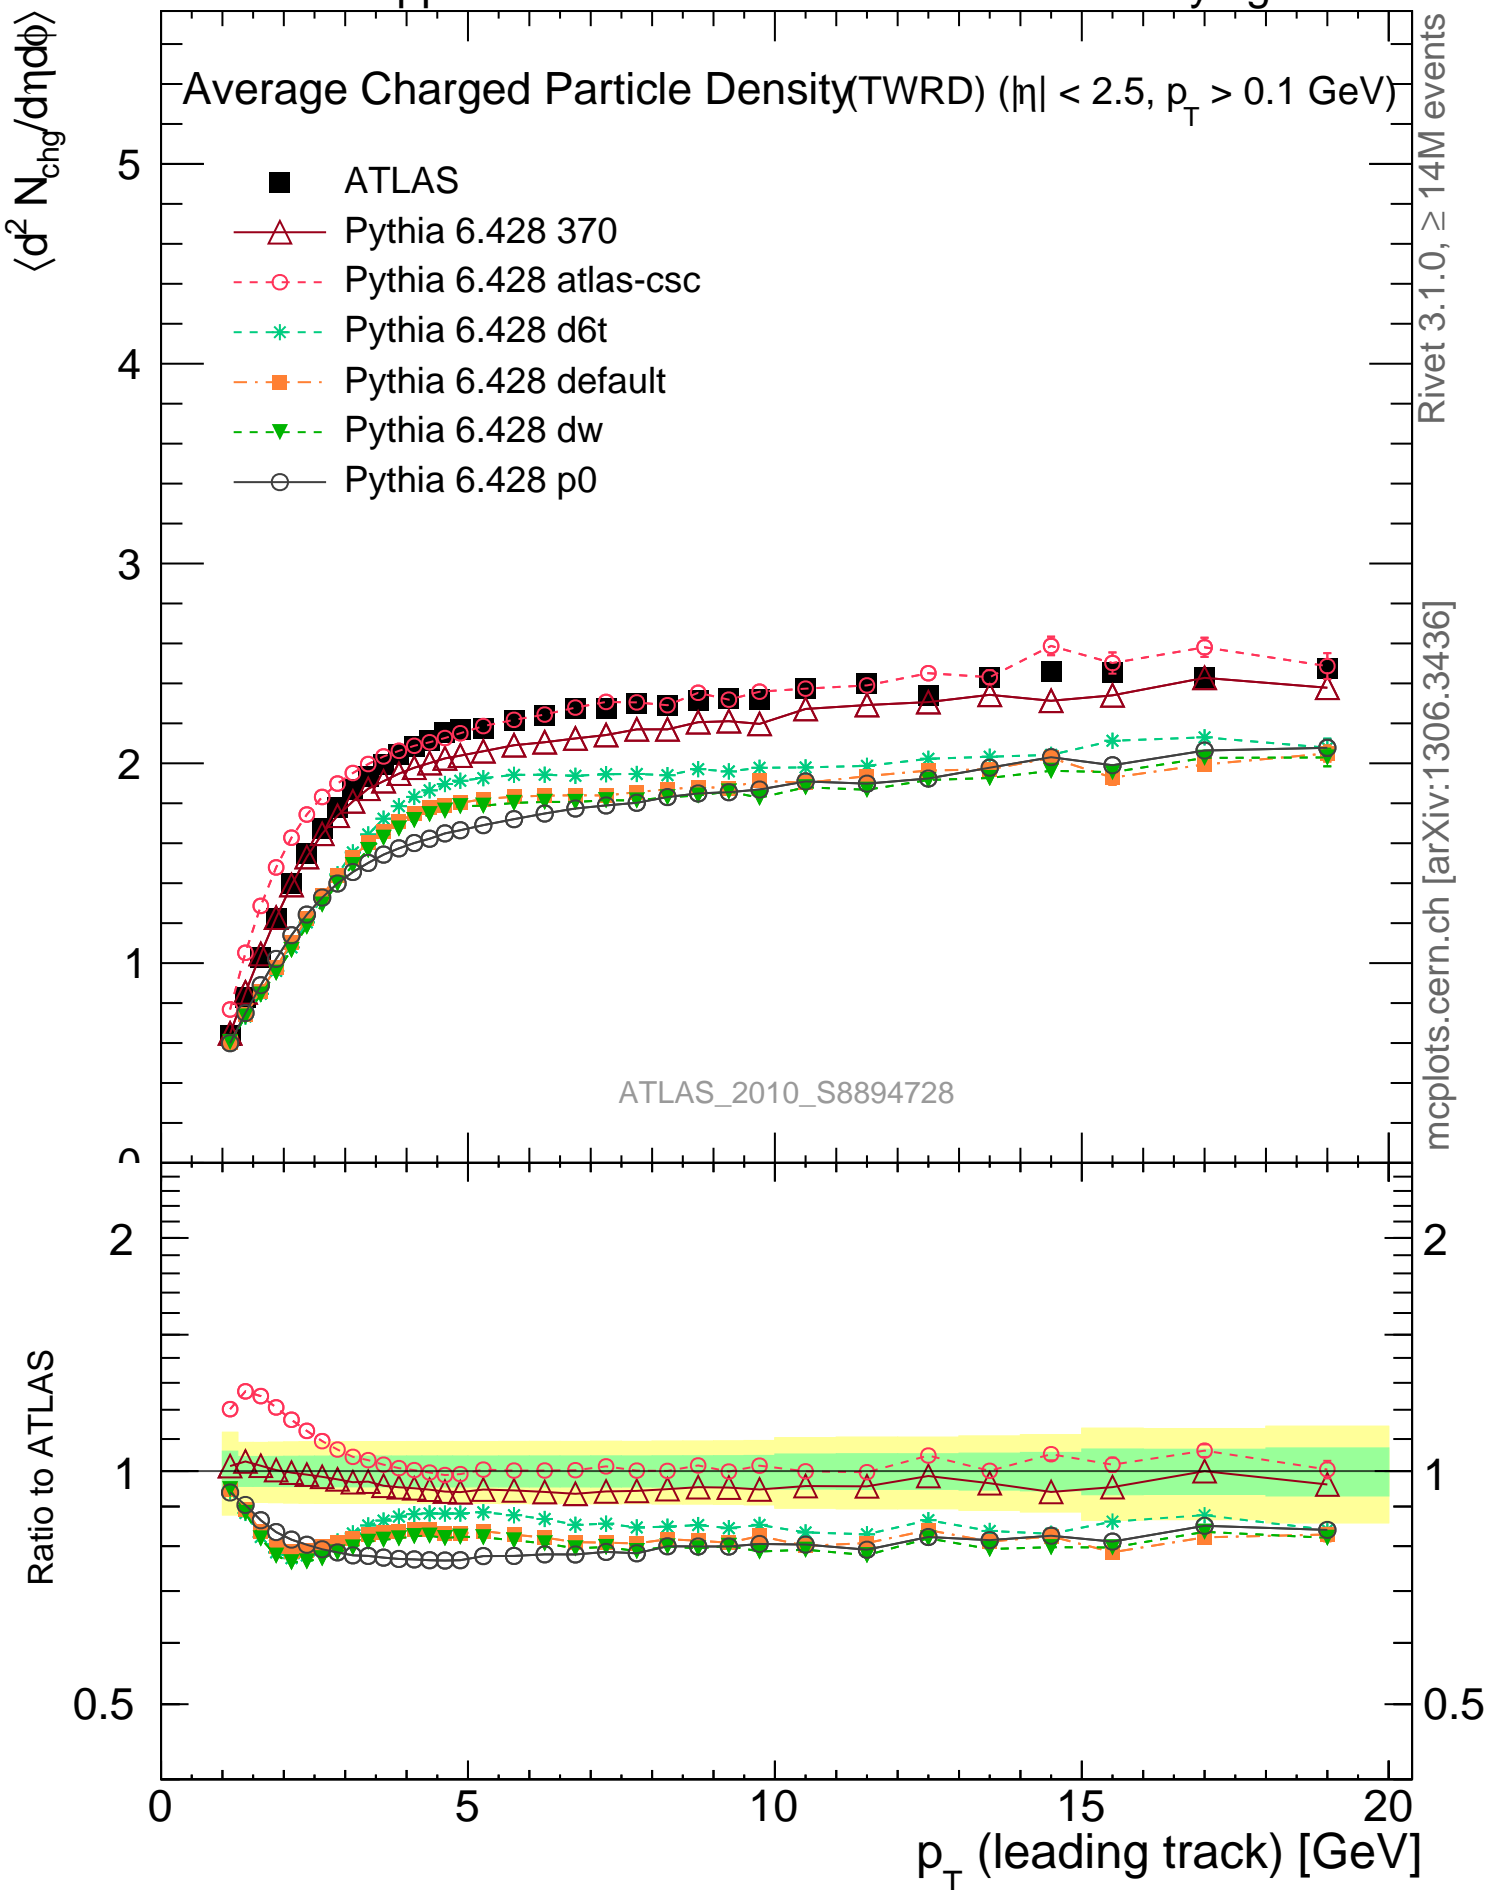 Average Charged Particle Density (TWRD) (|η| < 2.5, p_T > 0.1 GeV)
⟨d² N_chg/dηdϕ⟩
ATLAS
Pythia 6.428 370
Pythia 6.428 atlas-csc
Pythia 6.428 d6t
Pythia 6.428 default
Pythia 6.428 dw
Pythia 6.428 p0
5
4
3
2
1
0
ATLAS_2010_S8894728
Rivet 3.1.0, ≥ 14M events
mcplots.cern.ch [arXiv:1306.3436]
Ratio to ATLAS
2
1
0.5
2
1
0.5
0 5 10 15 20
p_T (leading track) [GeV]